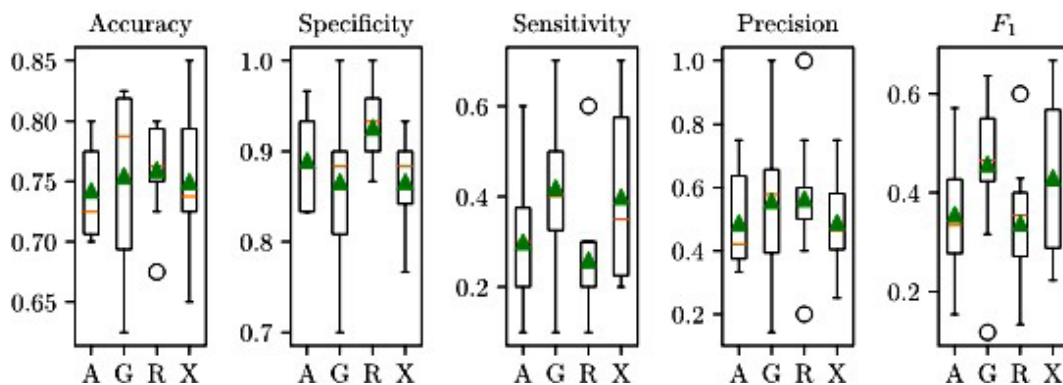 Accuracy Specificity Sensitivity Precision F1
0.85 0.80 0.75 0.70 0.65
1.0 0.9 0.8 0.7
0.6 0.4 0.2
1.0 0.8 0.6 0.4 0.2
0.6 0.4 0.2
A G R X A G R X A G R X A G R X A G R X